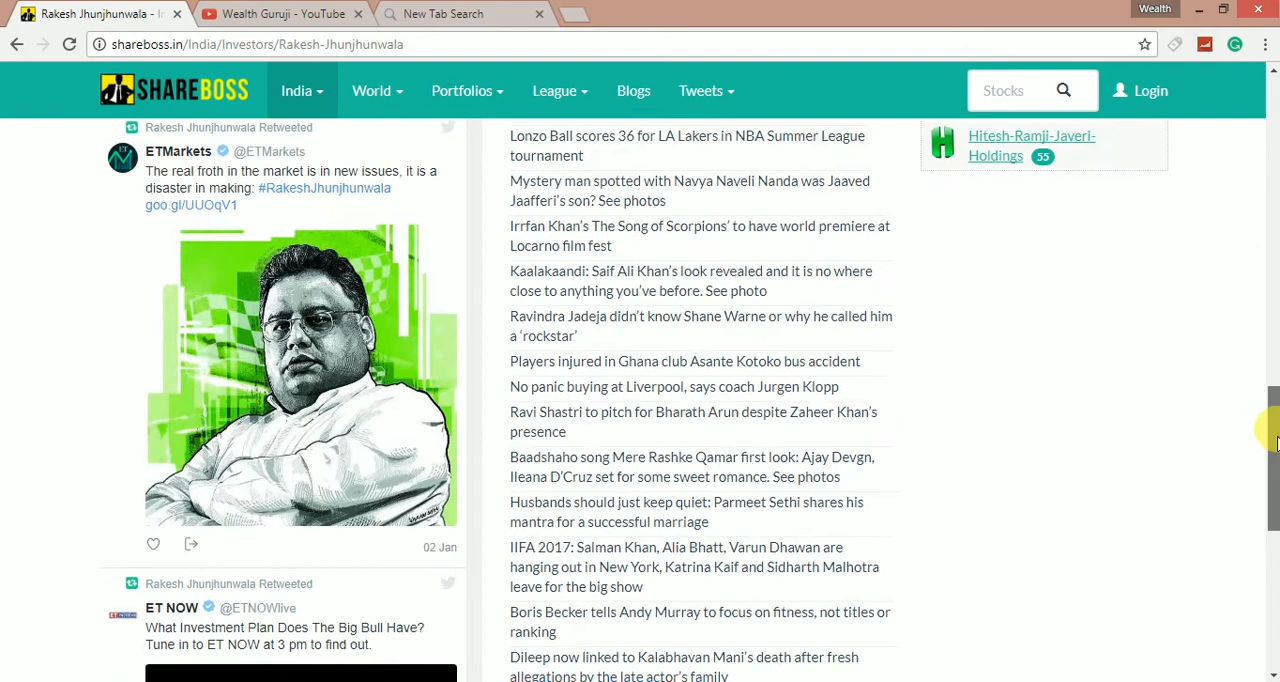 Rakesh Jhunjhunwala - I
Wealth Guruji - YouTube
New Tab Search
Wealth
shareboss.in/India/Investors/Rakesh-Jhunjhunwala
SHAREBOSS
India
World
Portfolios
League
Blogs
Tweets
Stocks
Login
Rakesh Jhunjhunwala Retweeted
ETMarkets @ETMarkets
The real froth in the market is in new issues, it is a
disaster in making: #RakeshJhunjhunwala
goo.gl/UUOqV1
02 Jan
Rakesh Jhunjhunwala Retweeted
ET NOW @ETNOWlive
What Investment Plan Does The Big Bull Have?
Tune in to ET NOW at 3 pm to find out.
Lonzo Ball scores 36 for LA Lakers in NBA Summer League
tournament
Mystery man spotted with Navya Naveli Nanda was Jaaved
Jaafferi's son? See photos
Irrfan Khan's The Song of Scorpions' to have world premiere at
Locarno film fest
Kaalakaandi: Saif Ali Khan's look revealed and it is no where
close to anything you've before. See photo
Ravindra Jadeja didn't know Shane Warne or why he called him
a 'rockstar'
Players injured in Ghana club Asante Kotoko bus accident
No panic buying at Liverpool, says coach Jurgen Klopp
Ravi Shastri to pitch for Bharath Arun despite Zaheer Khan's
presence
Baadshaho song Mere Rashke Qamar first look: Ajay Devgn,
Ileana D'Cruz set for some sweet romance. See photos
Husbands should just keep quiet: Parmeet Sethi shares his
mantra for a successful marriage
IIFA 2017: Salman Khan, Alia Bhatt, Varun Dhawan are
hanging out in New York, Katrina Kaif and Sidharth Malhotra
leave for the big show
Boris Becker tells Andy Murray to focus on fitness, not titles or
ranking
Dileep now linked to Kalabhavan Mani's death after fresh
allegations by the late actor's family
Hitesh-Ramji-Javeri-
Holdings 55